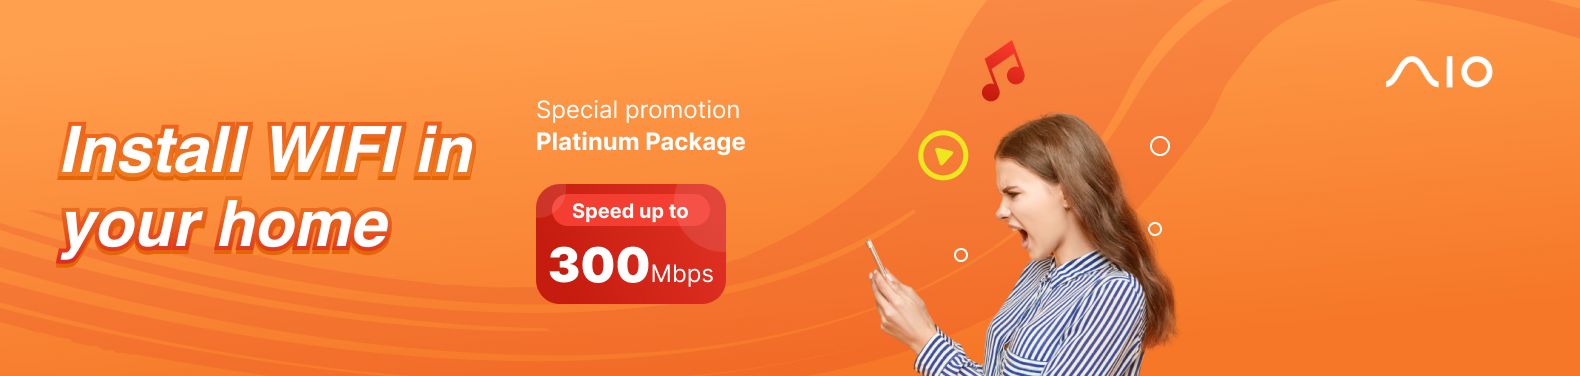 Install WIFI in
your home
Special promotion
Platinum Package
Speed up to
300Mbps
AIO